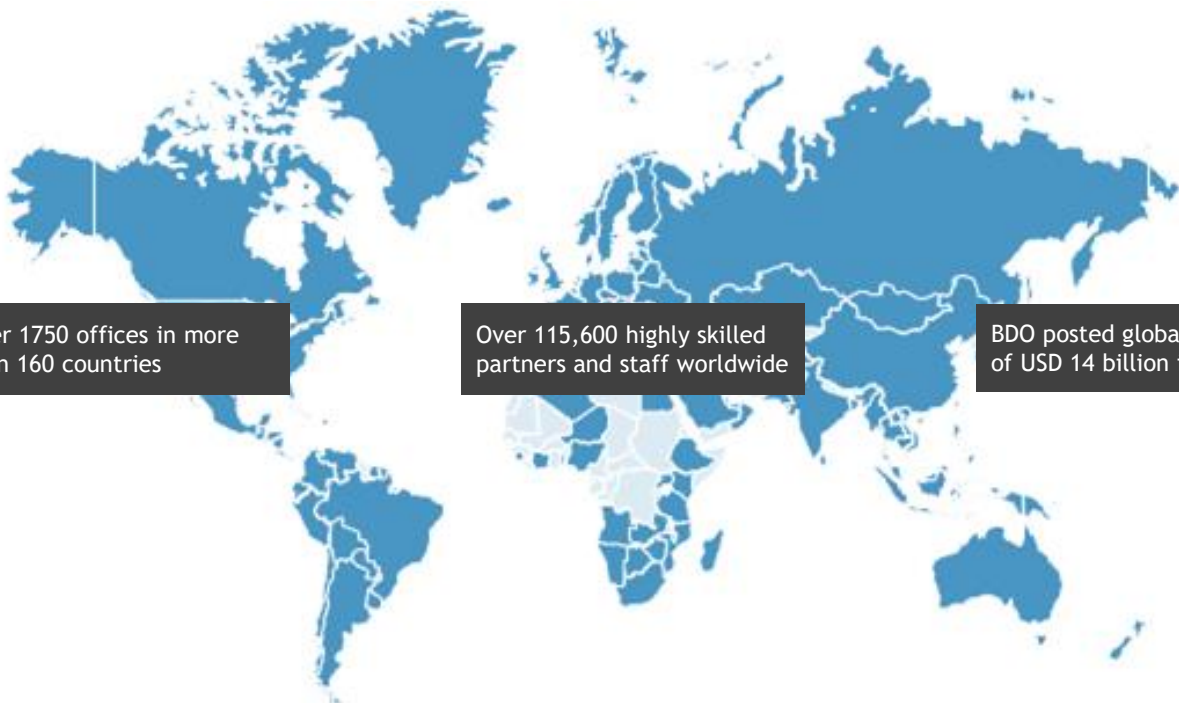 1750 offices in more
160 countries
Over 115,600 highly skilled
partners and staff worldwide
BDO posted globa
of USD 14 billion